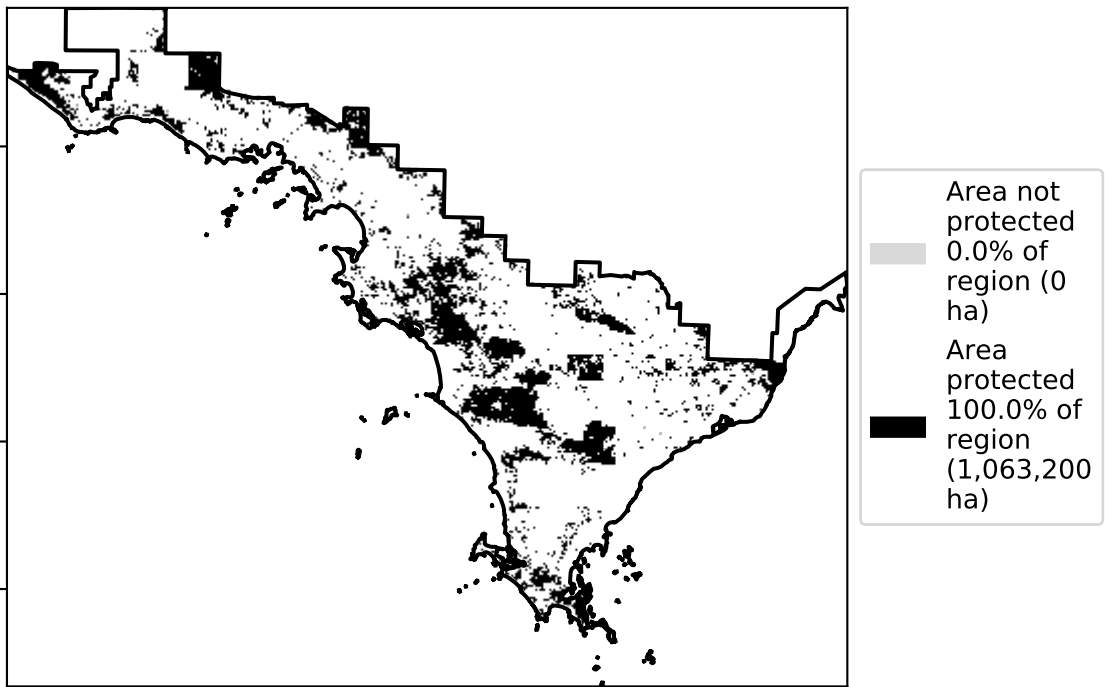 Area not
protected
0.0% of
region (0
ha)
Area
protected
100.0% of
region
(1,063,200
ha)